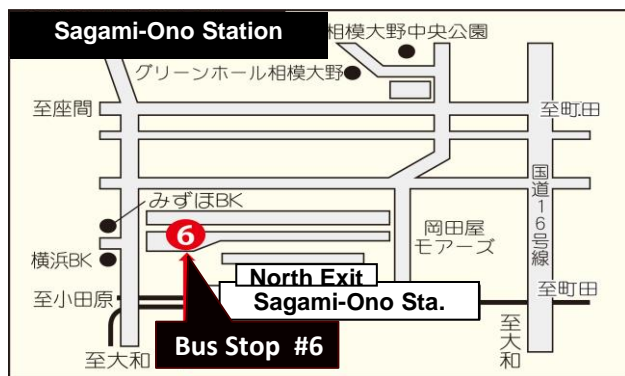 Sagami-Ono Station
相模大野中央公園
グリーンホール相模大野
至座間
至町田
みずほBK
6
横浜BK
岡田屋
モアーズ
国道16号線
North Exit
至小田原
Sagami-Ono Sta.
至町田
Bus Stop #6
至大和
至大和